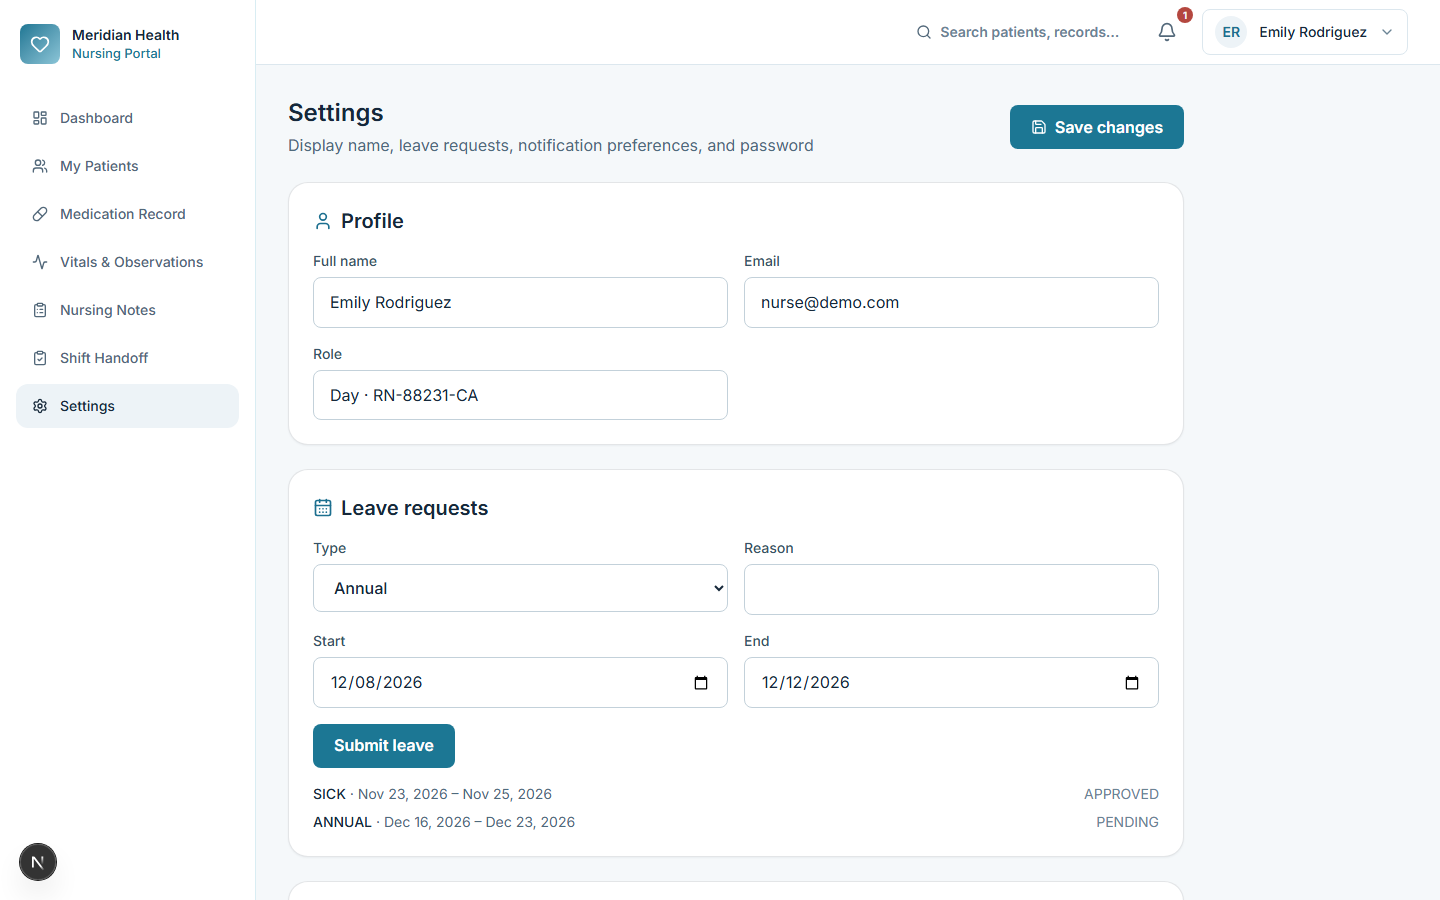 Meridian Health
Nursing Portal
Search patients, records...
1
ER
Emily Rodriguez
Dashboard
My Patients
Medication Record
Vitals & Observations
Nursing Notes
Shift Handoff
Settings
N
Settings
Display name, leave requests, notification preferences, and password
Save changes
Profile
Full name
Email
Emily Rodriguez
nurse@demo.com
Role
Day · RN-88231-CA
Leave requests
Type
Reason
Annual
Start
End
12/08/2026
12/12/2026
Submit leave
SICK · Nov 23, 2026 – Nov 25, 2026
APPROVED
ANNUAL · Dec 16, 2026 – Dec 23, 2026
PENDING